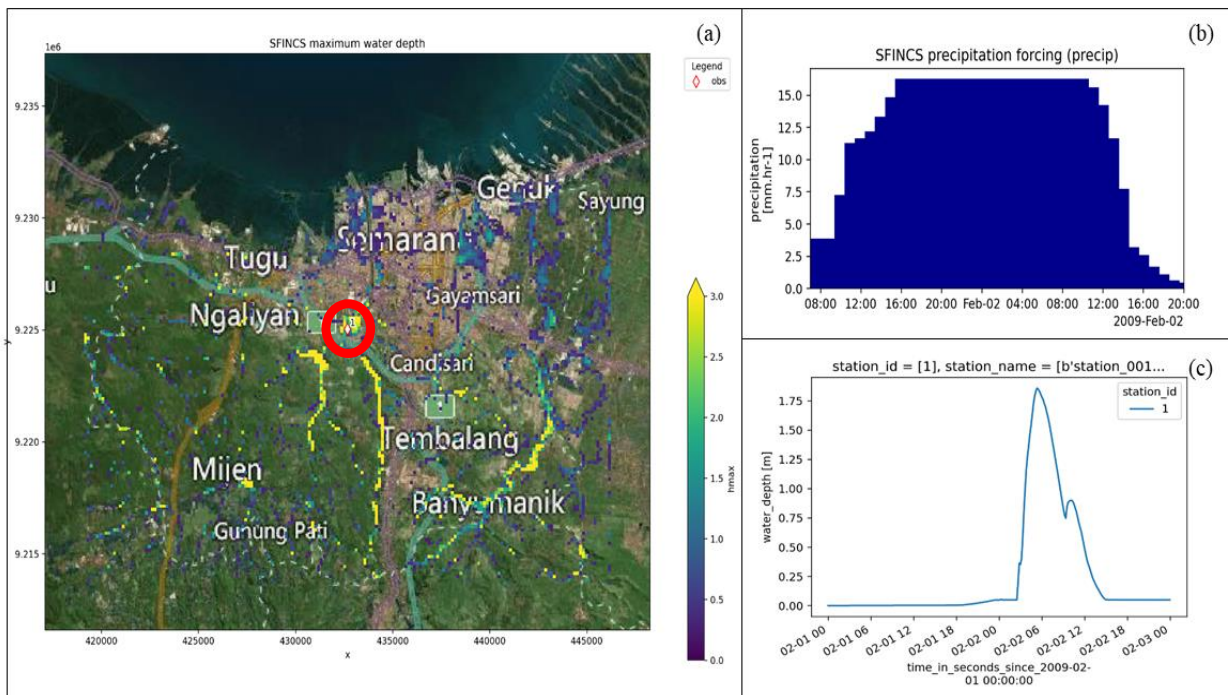 (a)
SFINCS maximum water depth
1e6
Legend
obs
9.235
9.230
9.225
9.220
9.215
y
Genuk
Sayung
Semarang
Tugu
u
Gayamsari
Ngaliyan
1
Candisari
Tembalang
Mijen
Banyumanik
Gunung Pati
420000
425000
430000
435000
440000
445000
x
3.0
2.5
2.0
1.5
1.0
0.5
0.0
hmax
(b)
SFINCS precipitation forcing (precip)
15.0
12.5
10.0
7.5
5.0
2.5
0.0
precipitation
[mm.hr-1]
08:00 12:00 16:00 20:00 Feb-02 04:00 08:00 12:00 16:00 20:00
2009-Feb-02
(c)
station_id = [1], station_name = [b'station_001...
station_id
1
1.75
1.50
1.25
1.00
0.75
0.50
0.25
0.00
water_depth [m]
02-01 00
02-01 06
02-01 12
02-01 18
02-02 00
02-02 06
02-02 12
02-02 18
02-03 00
time_in_seconds_since_2009-02-
01 00:00:00